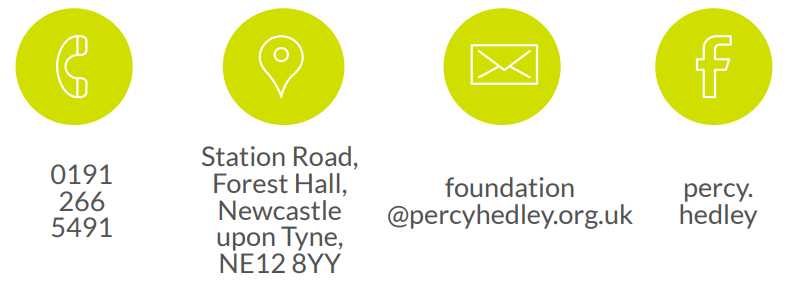 0191
266
5491
Station Road,
Forest Hall,
Newcastle
upon Tyne,
NE12 8YY
foundation
@percyhedley.org.uk
percy.
hedley